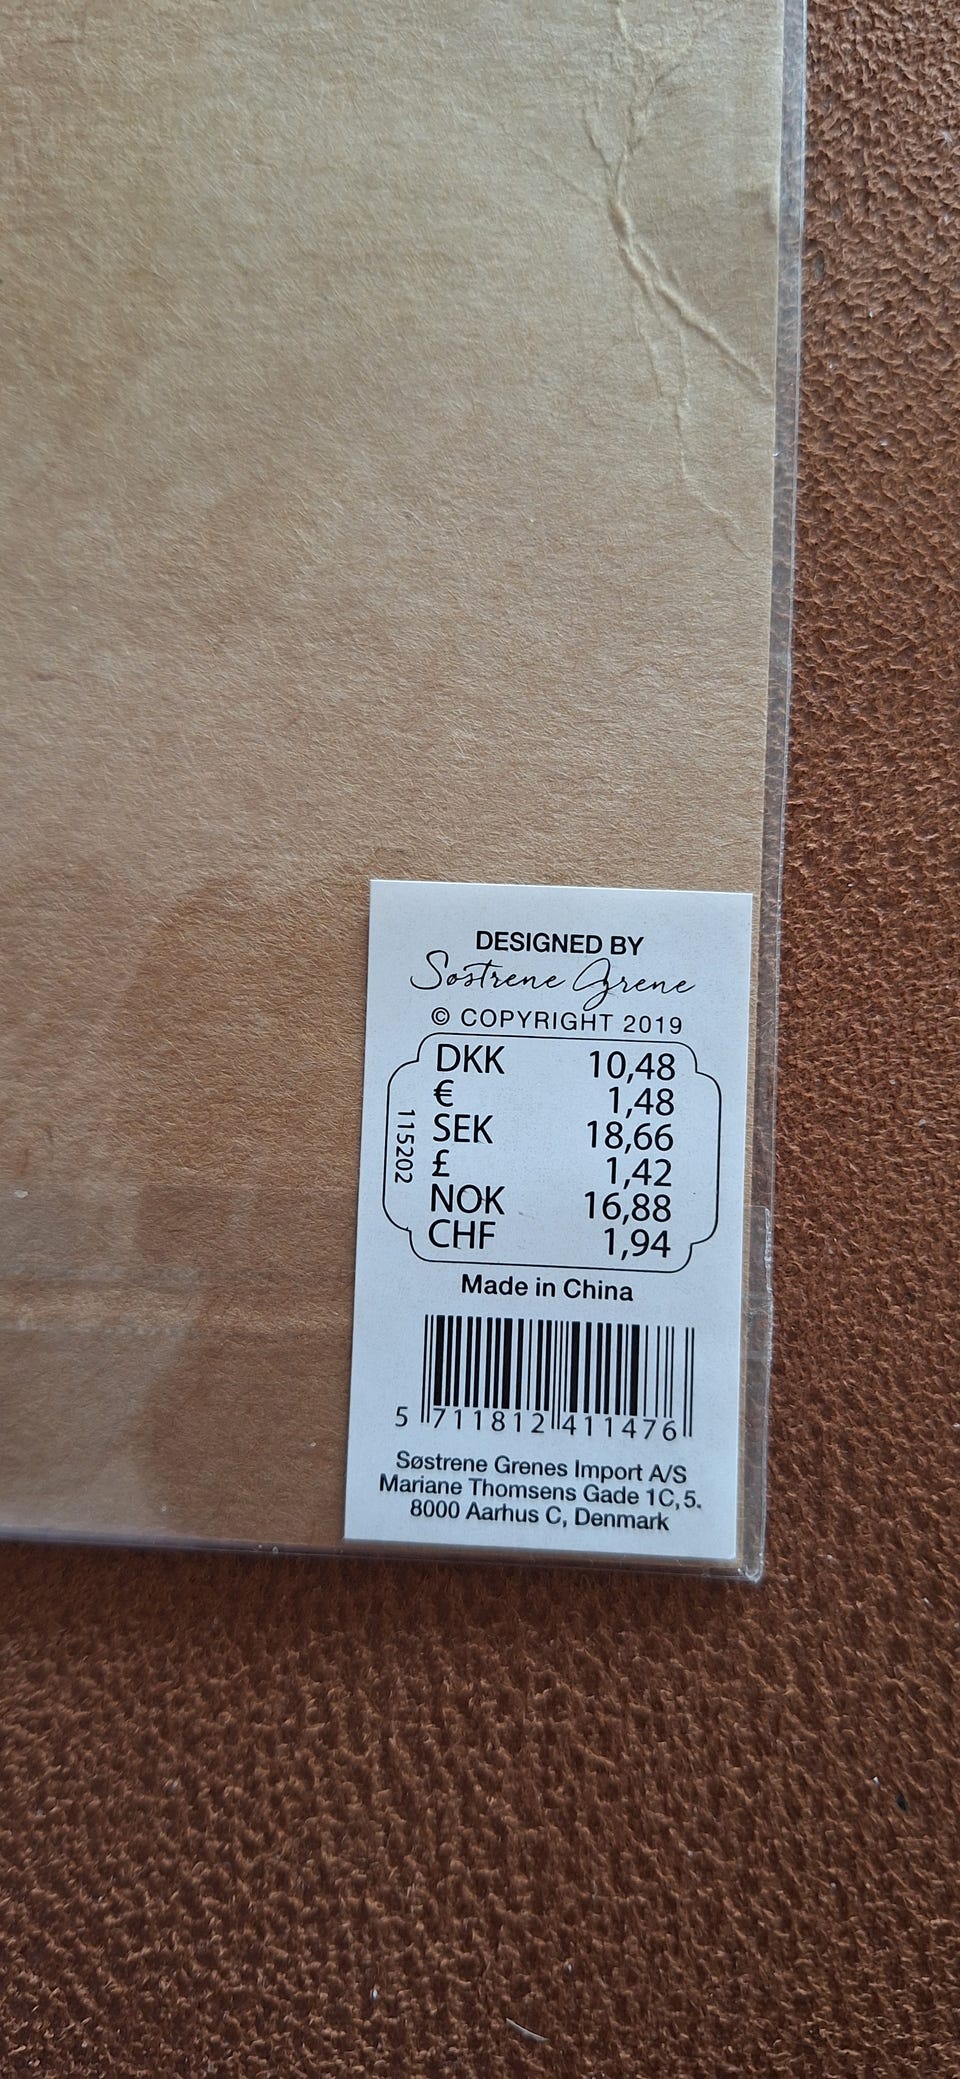 DESIGNED BY
Søstrene Grene
© COPYRIGHT 2019
DKK 10,48
€ 1,48
SEK 18,66
£ 1,42
NOK 16,88
CHF 1,94
115202
Made in China
5 711812 411476
Søstrene Grenes Import A/S
Mariane Thomsens Gade 1C, 5.
8000 Aarhus C, Denmark